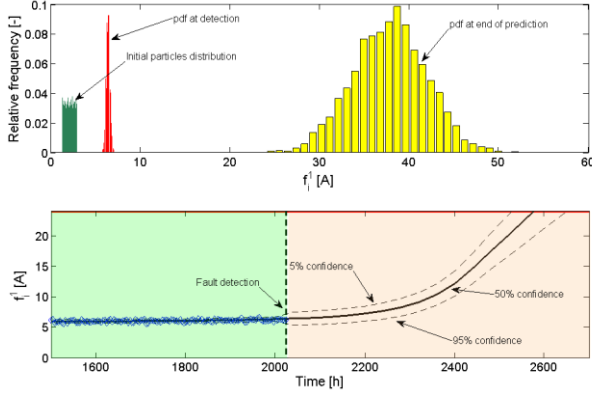 0.1
pdf at detection
pdf at end of prediction
0.08
Initial particles distribution
0.06
0.04
0.02
0
Relative frequency [-]
0 10 20 30 40 50 60
f_i^1 [A]
20
15
10
5
0
f_i^1 [A]
5% confidence
Fault detection
50% confidence
95% confidence
1600 1800 2000 2200 2400 2600
Time [h]